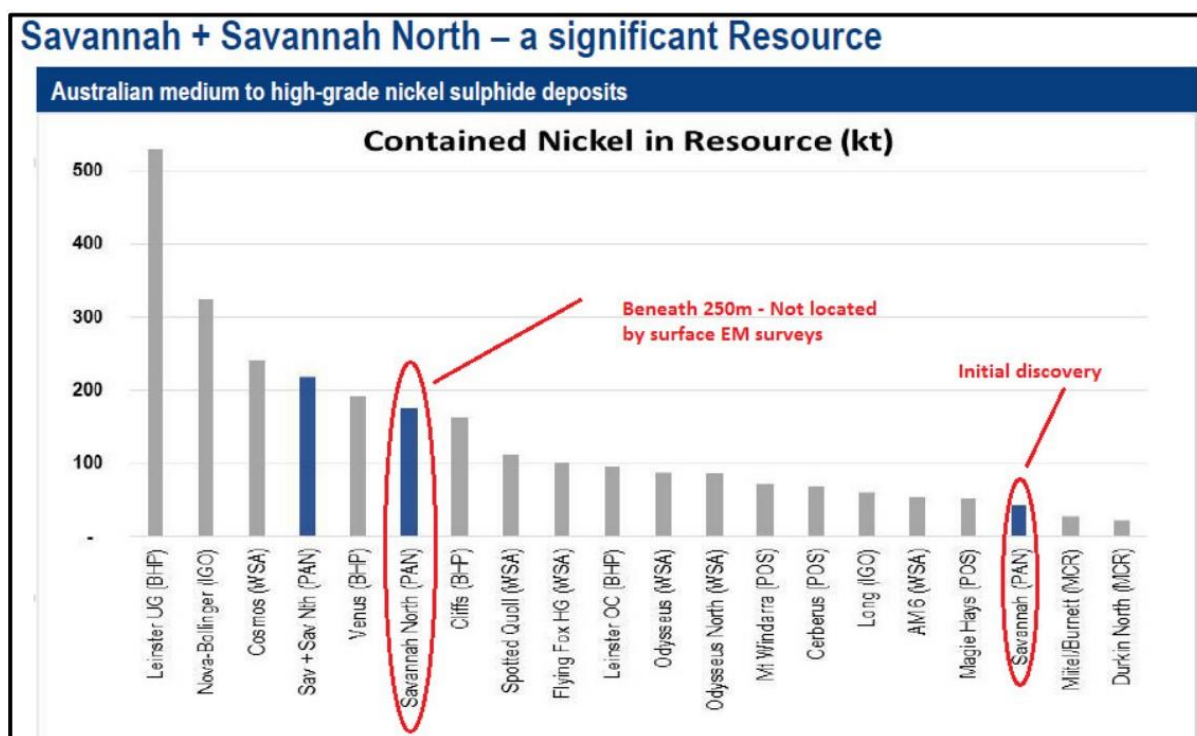 Savannah + Savannah North – a significant Resource
Australian medium to high-grade nickel sulphide deposits
Contained Nickel in Resource (kt)
500
400
300
200
100
-
Beneath 250m - Not located
by surface EM surveys
Initial discovery
Leinster UG (BHP)
Nova-Bollinger (IGO)
Cosmos (WSA)
Sav + Sav Nth (PAN)
Venus (BHP)
Savannah North (PAN)
Cliffs (BHP)
Spotted Quoll (WSA)
Flying Fox HG (WSA)
Leinster OC (BHP)
Odysseus (WSA)
Odysseus North (WSA)
Mt Windarra (POS)
Cerberus (POS)
Long (IGO)
AM6 (WSA)
Magie Hays (POS)
Savannah (PAN)
Miitel/Burnett (MCR)
Durkin North (MCR)